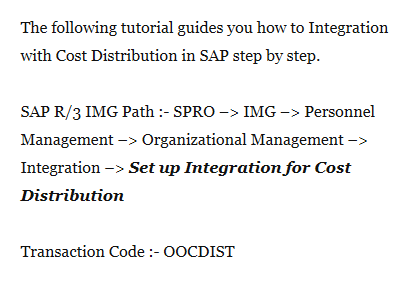 The following tutorial guides you how to Integration
with Cost Distribution in SAP step by step.
SAP R/3 IMG Path :- SPRO –> IMG –> Personnel
Management –> Organizational Management –>
Integration –> Set up Integration for Cost
Distribution
Transaction Code :- OOCDIST